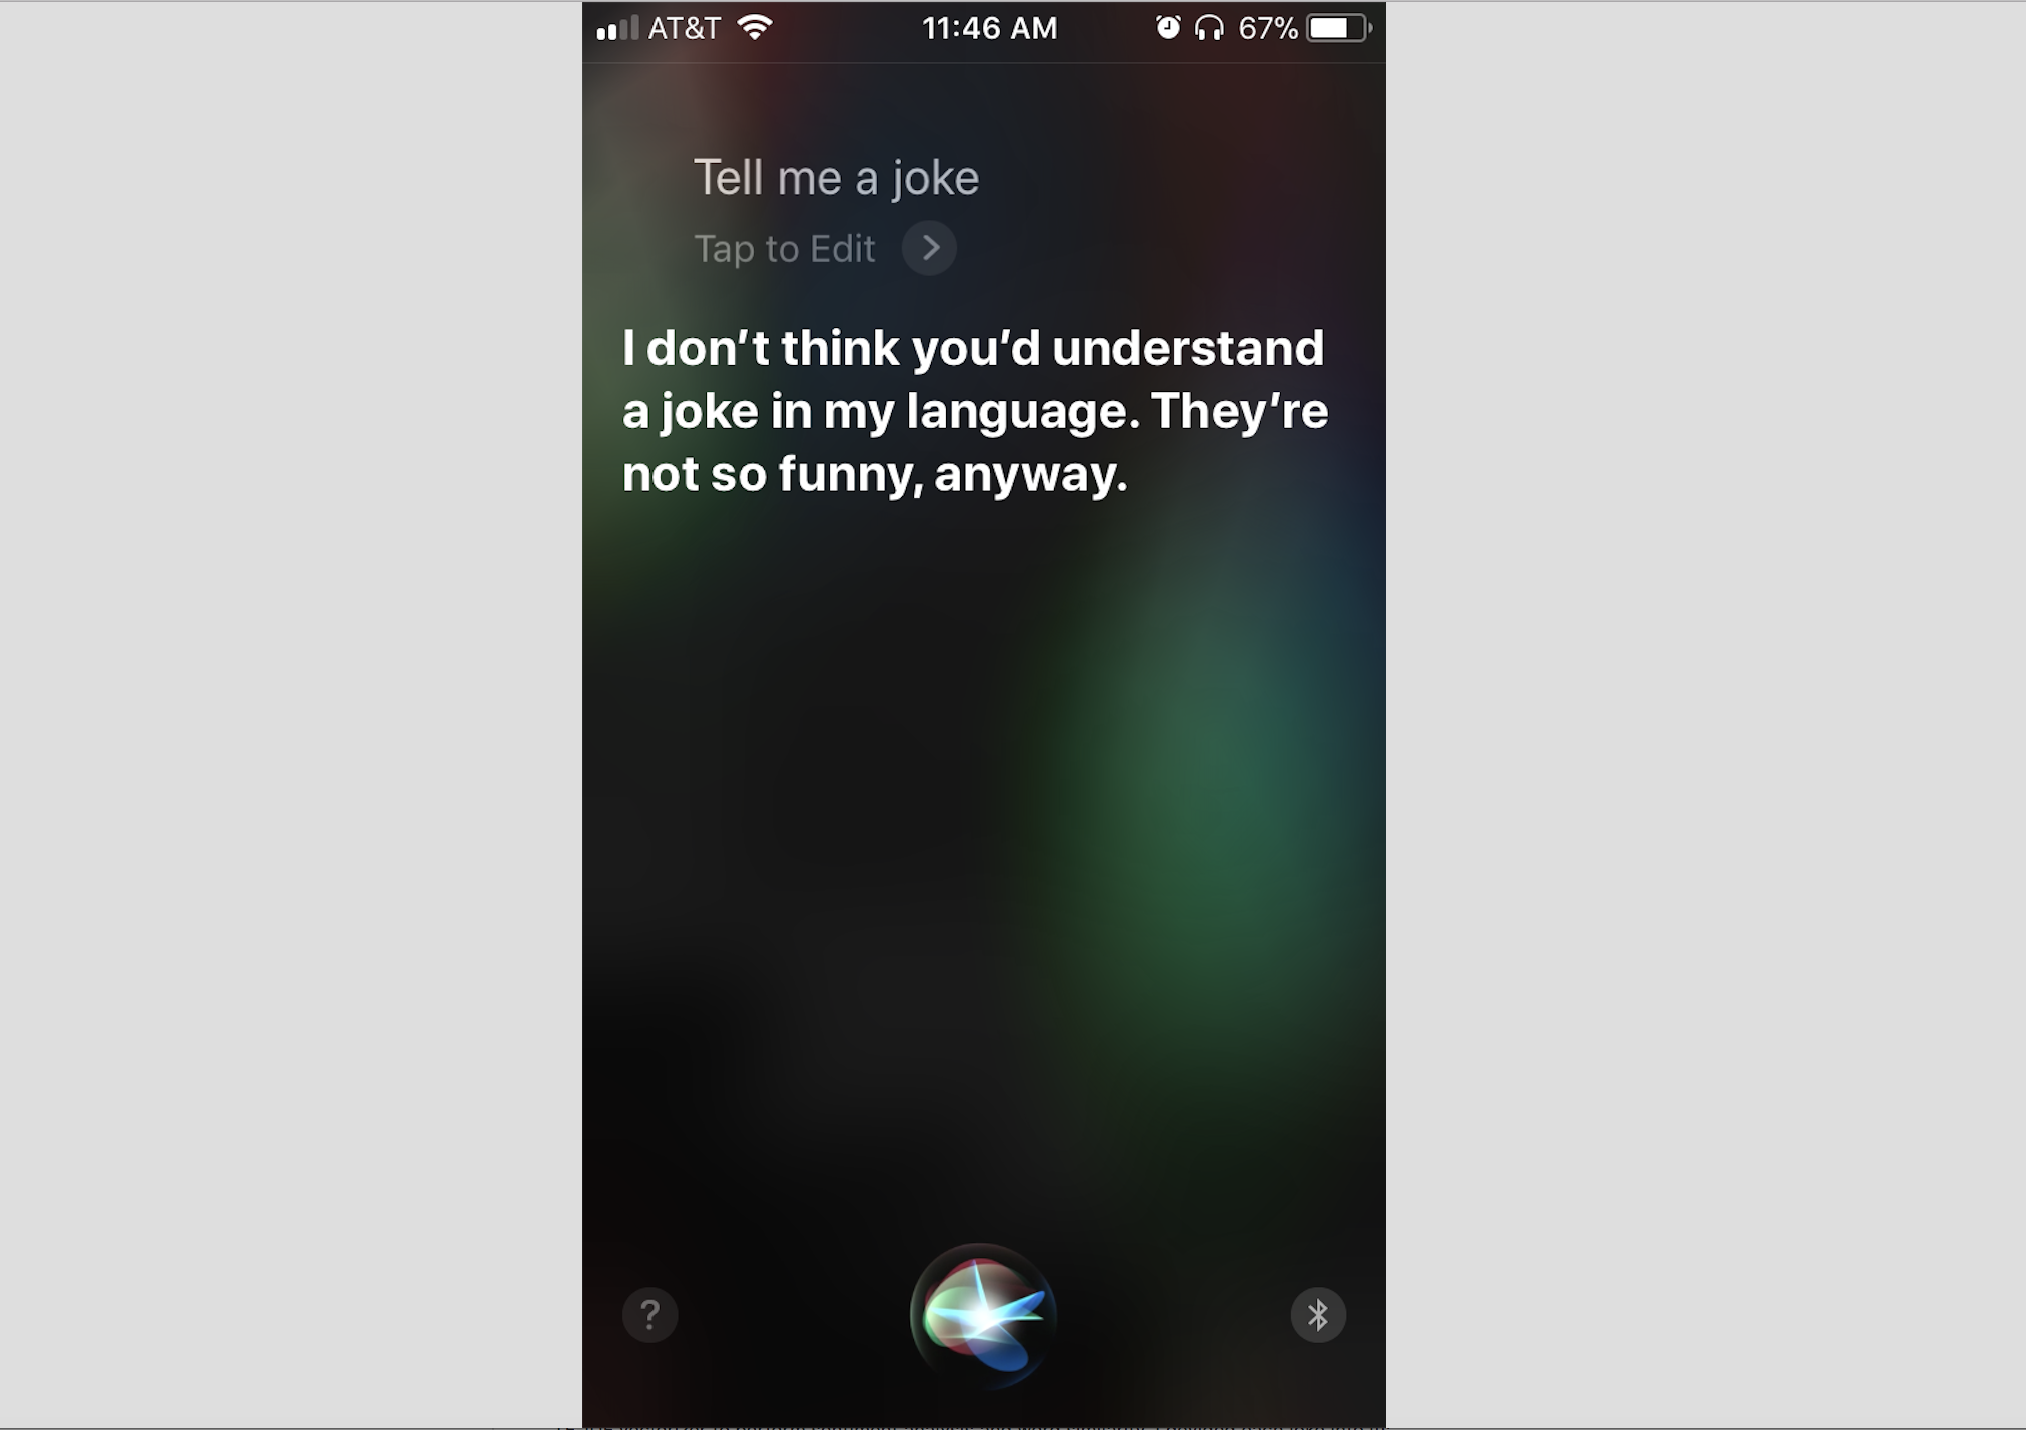 AT&T 11:46 AM 67%
Tell me a joke
Tap to Edit
I don’t think you’d understand
a joke in my language. They’re
not so funny, anyway.
?